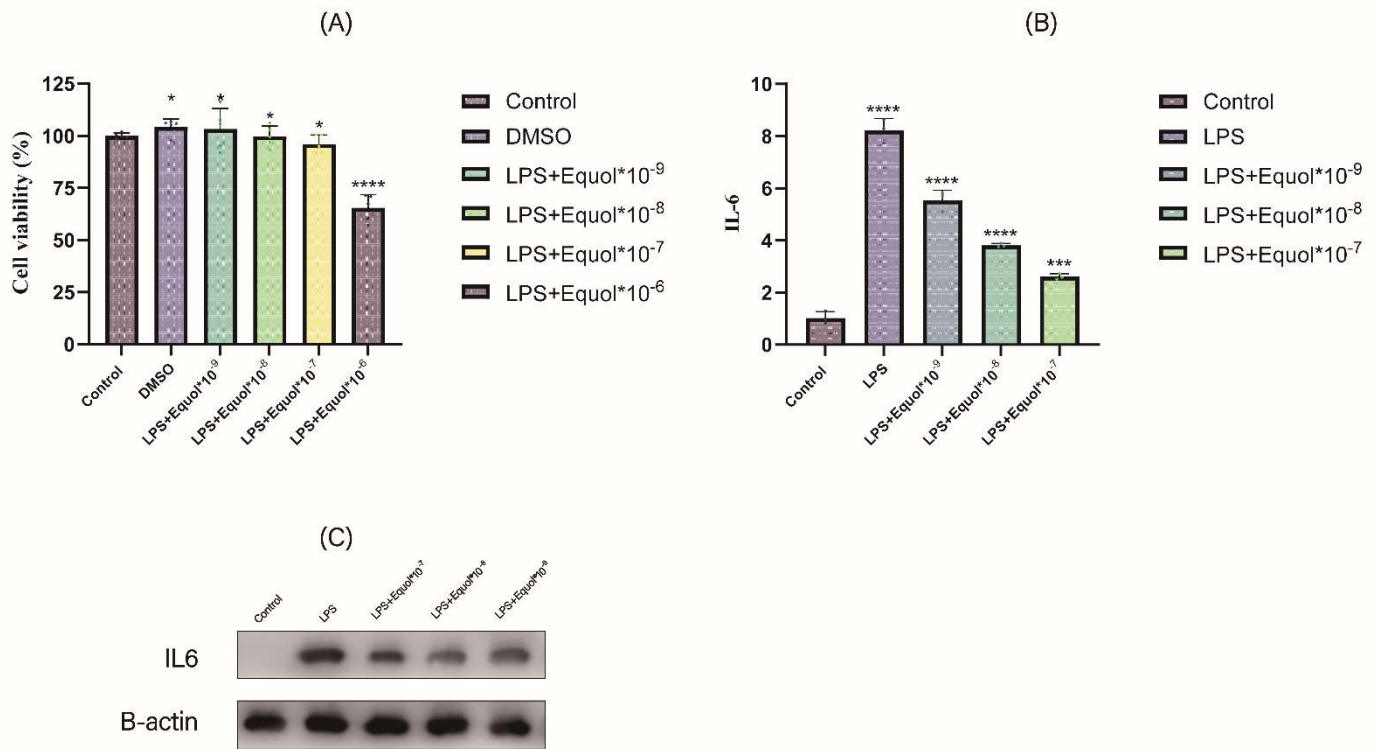 (A)
Cell viability (%)
125
100
75
50
25
0
*
*
*
*
****
Control
DMSO
LPS+Equol*10⁻⁹
LPS+Equol*10⁻⁸
LPS+Equol*10⁻⁷
LPS+Equol*10⁻⁶
Control
DMSO
LPS+Equol*10⁻⁹
LPS+Equol*10⁻⁸
LPS+Equol*10⁻⁷
LPS+Equol*10⁻⁶
(B)
IL-6
10
8
6
4
2
0
****
****
****
***
Control
LPS
LPS+Equol*10⁻⁹
LPS+Equol*10⁻⁸
LPS+Equol*10⁻⁷
Control
LPS
LPS+Equol*10⁻⁹
LPS+Equol*10⁻⁸
LPS+Equol*10⁻⁷
(C)
Control
LPS
LPS+Equol*10⁻⁷
LPS+Equol*10⁻⁸
LPS+Equol*10⁻⁹
IL6
B-actin